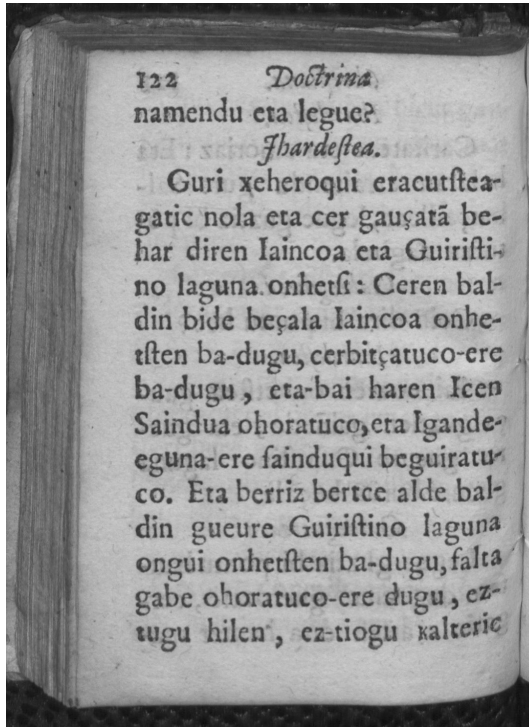 122 Doctrina
namendu eta legue?
Jhardeſtea.
Guri xeheroqui eracutſtea-
gatic nola eta cer gauçatã be-
har diren Iaincoa eta Guiriſti-
no laguna onhetſi: Ceren bal-
din bide beçala Iaincoa onhe-
tſten ba-dugu, cerbitçatuco-ere
ba-dugu, eta-bai haren Icen
Saindua ohoratuco, eta Igande-
eguna-ere ſainduqui beguiratu-
co. Eta berriz bertce alde bal-
din gueure Guiriſtino laguna
ongui onhetſten ba-dugu, falta
gabe ohoratuco-ere dugu, ez-
tugu hilen, ez-tiogu kalteric